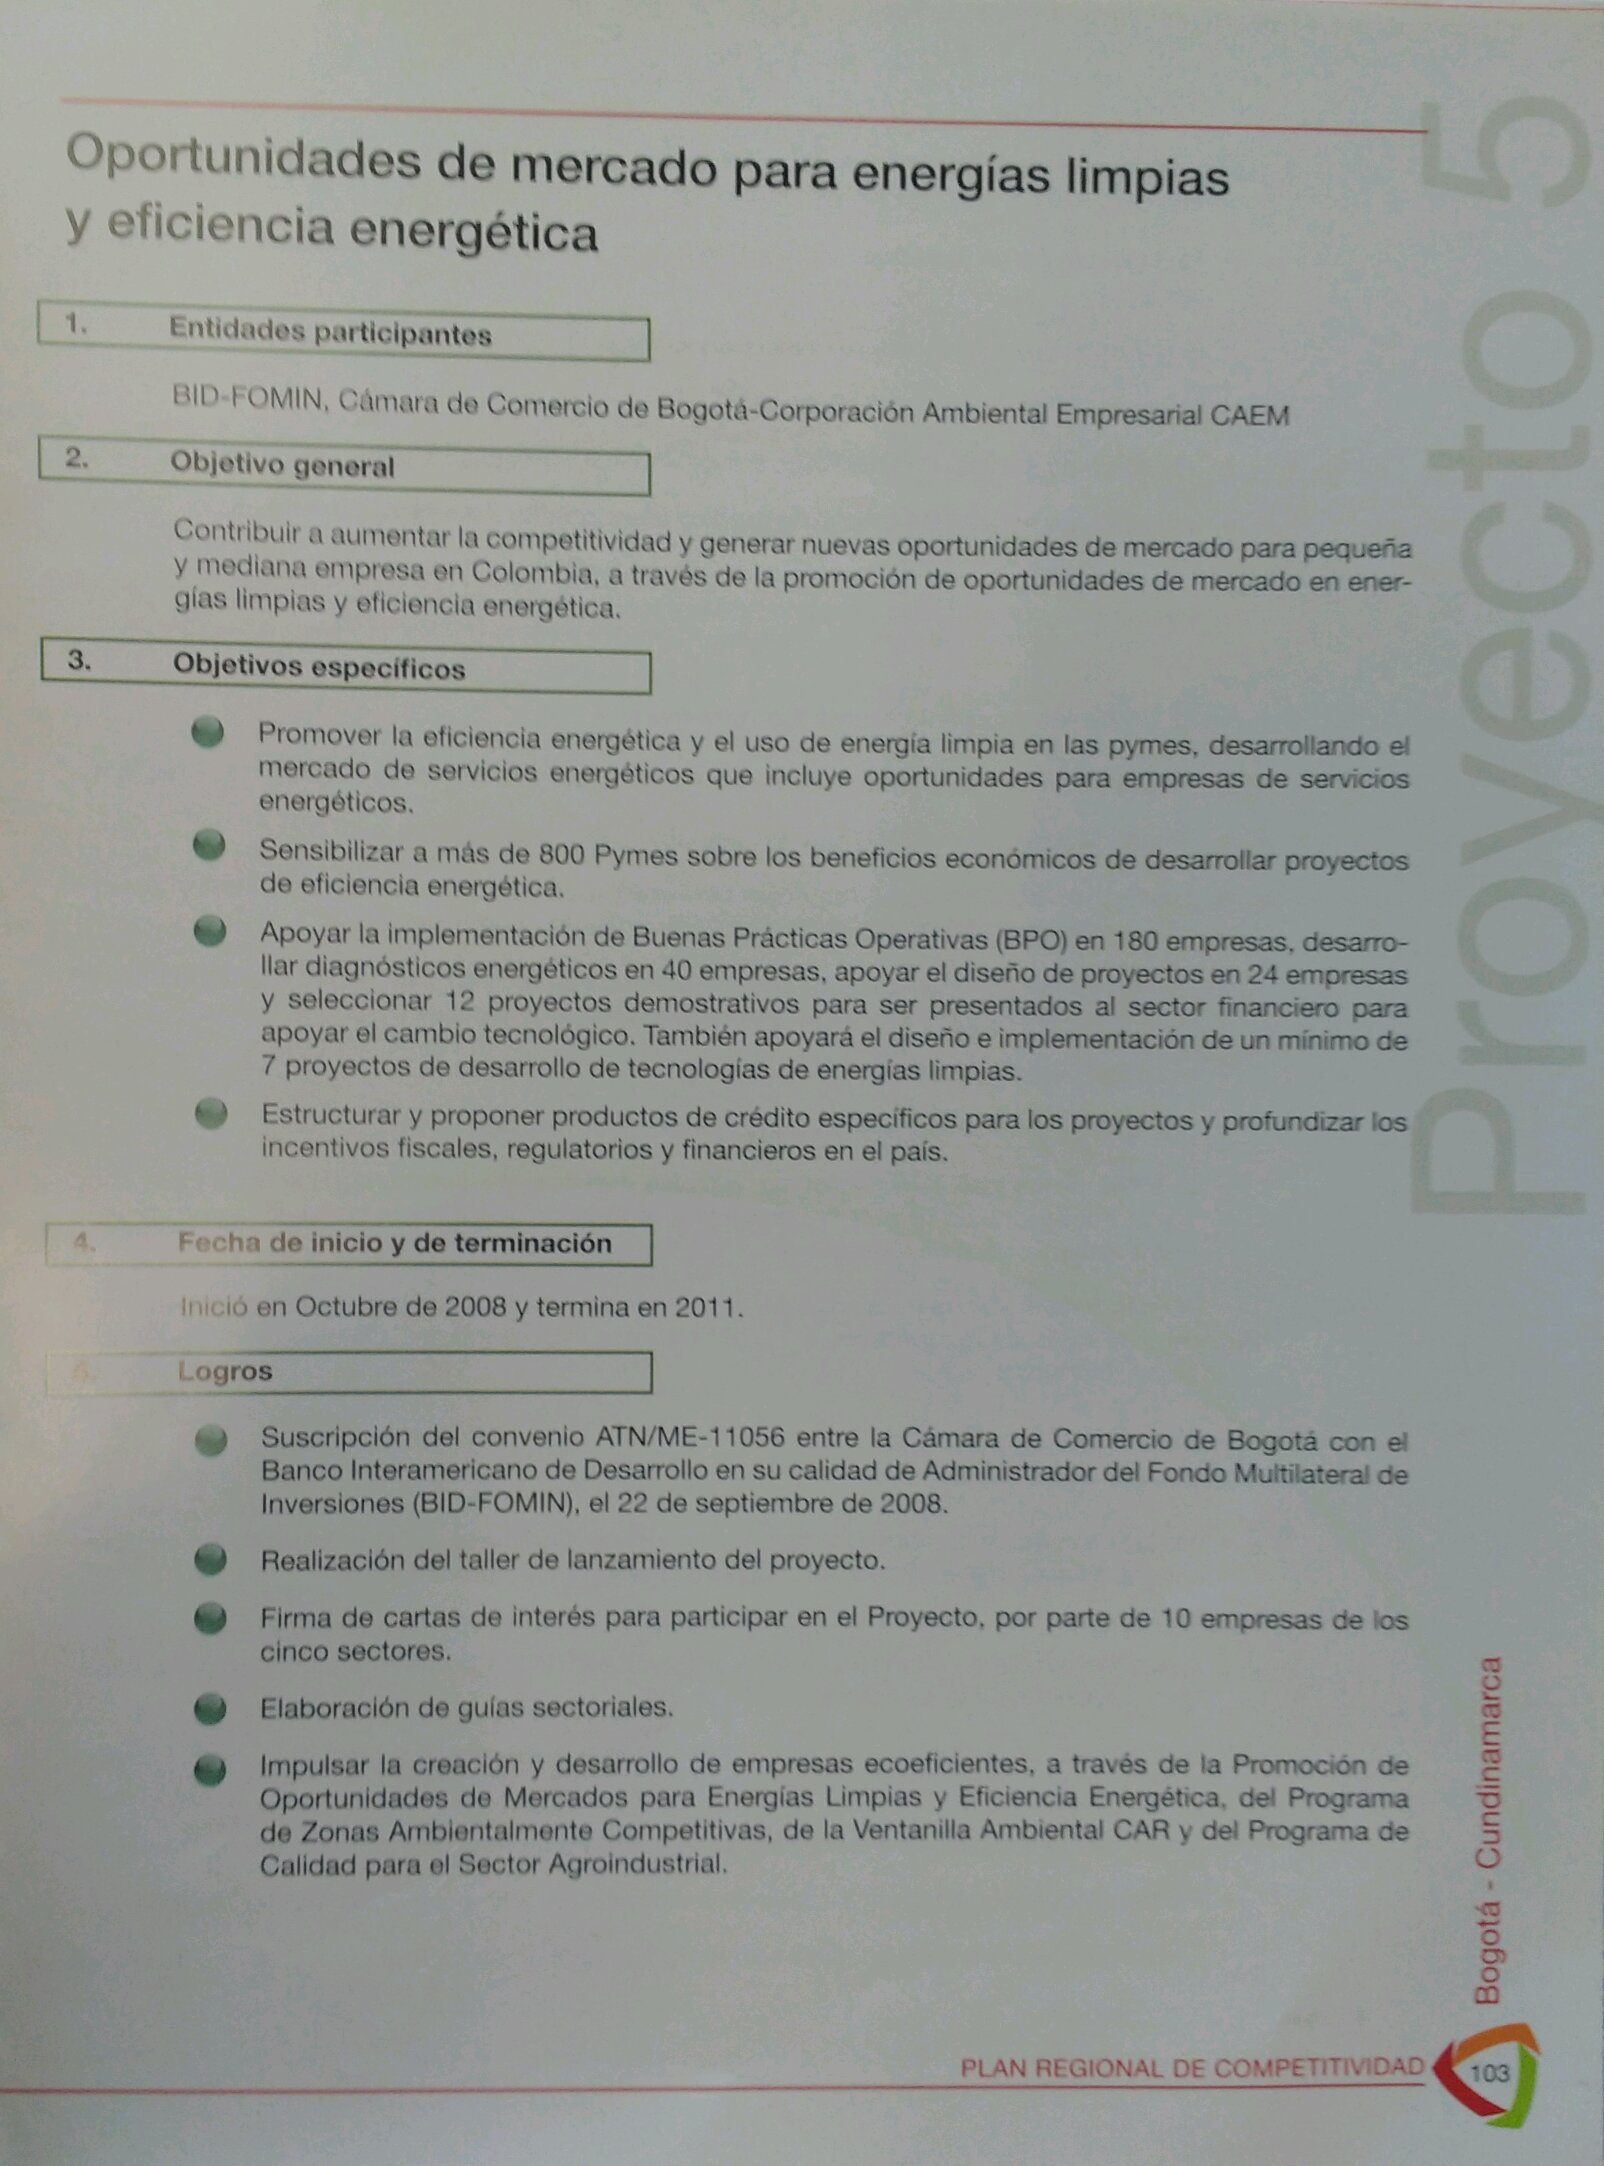 Oportunidades de mercado para energías limpias
y eficiencia energética
1. Entidades participantes
BID-FOMIN, Cámara de Comercio de Bogotá-Corporación Ambiental Empresarial CAEM
2. Objetivo general
Contribuir a aumentar la competitividad y generar nuevas oportunidades de mercado para pequeña
y mediana empresa en Colombia, a través de la promoción de oportunidades de mercado en ener-
gías limpias y eficiencia energética.
3. Objetivos específicos
Promover la eficiencia energética y el uso de energía limpia en las pymes, desarrollando el
mercado de servicios energéticos que incluye oportunidades para empresas de servicios
energéticos.
Sensibilizar a más de 800 Pymes sobre los beneficios económicos de desarrollar proyectos
de eficiencia energética.
Apoyar la implementación de Buenas Prácticas Operativas (BPO) en 180 empresas, desarro-
llar diagnósticos energéticos en 40 empresas, apoyar el diseño de proyectos en 24 empresas
y seleccionar 12 proyectos demostrativos para ser presentados al sector financiero para
apoyar el cambio tecnológico. También apoyará el diseño e implementación de un mínimo de
7 proyectos de desarrollo de tecnologías de energías limpias.
Estructurar y proponer productos de crédito específicos para los proyectos y profundizar los
incentivos fiscales, regulatorios y financieros en el país.
4. Fecha de inicio y de terminación
Inició en Octubre de 2008 y termina en 2011.
5. Logros
Suscripción del convenio ATN/ME-11056 entre la Cámara de Comercio de Bogotá con el
Banco Interamericano de Desarrollo en su calidad de Administrador del Fondo Multilateral de
Inversiones (BID-FOMIN), el 22 de septiembre de 2008.
Realización del taller de lanzamiento del proyecto.
Firma de cartas de interés para participar en el Proyecto, por parte de 10 empresas de los
cinco sectores.
Elaboración de guías sectoriales.
Impulsar la creación y desarrollo de empresas ecoeficientes, a través de la Promoción de
Oportunidades de Mercados para Energías Limpias y Eficiencia Energética, del Programa
de Zonas Ambientalmente Competitivas, de la Ventanilla Ambiental CAR y del Programa de
Calidad para el Sector Agroindustrial.
Proyecto 5
Bogotá - Cundinamarca
PLAN REGIONAL DE COMPETITIVIDAD
103